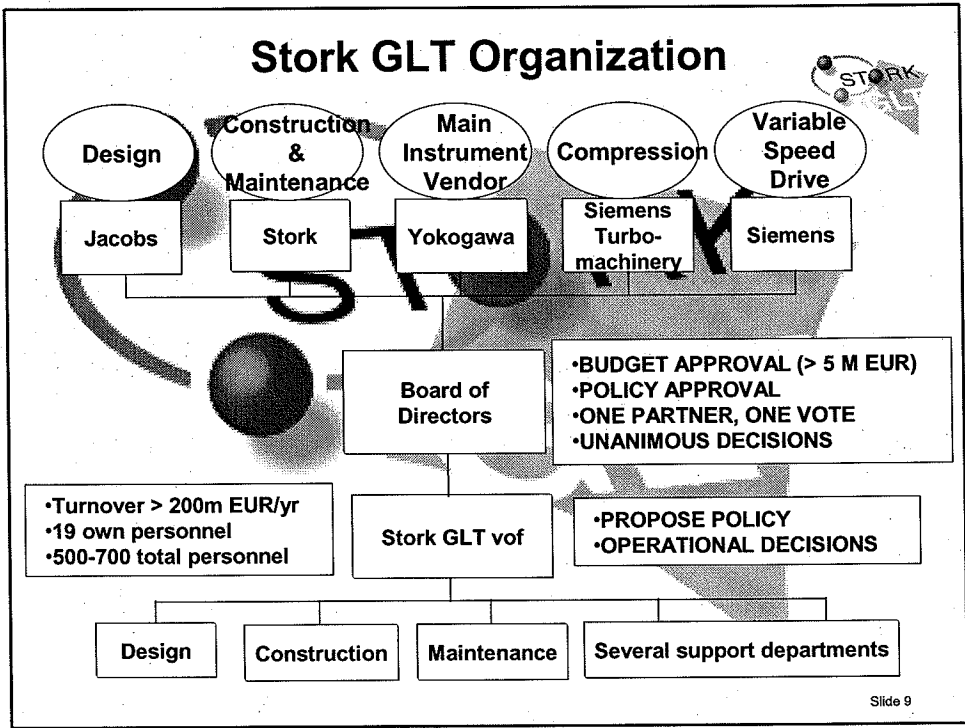 Stork GLT Organization
STORK
Design
Construction
&
Maintenance
Main
Instrument
Vendor
Compression
Variable
Speed
Drive
Jacobs
Stork
Yokogawa
Siemens
Turbo-
machinery
Siemens
STORK
Board of
Directors
•BUDGET APPROVAL (> 5 M EUR)
•POLICY APPROVAL
•ONE PARTNER, ONE VOTE
•UNANIMOUS DECISIONS
•Turnover > 200m EUR/yr
•19 own personnel
•500-700 total personnel
Stork GLT vof
•PROPOSE POLICY
•OPERATIONAL DECISIONS
Design
Construction
Maintenance
Several support departments
Slide 9